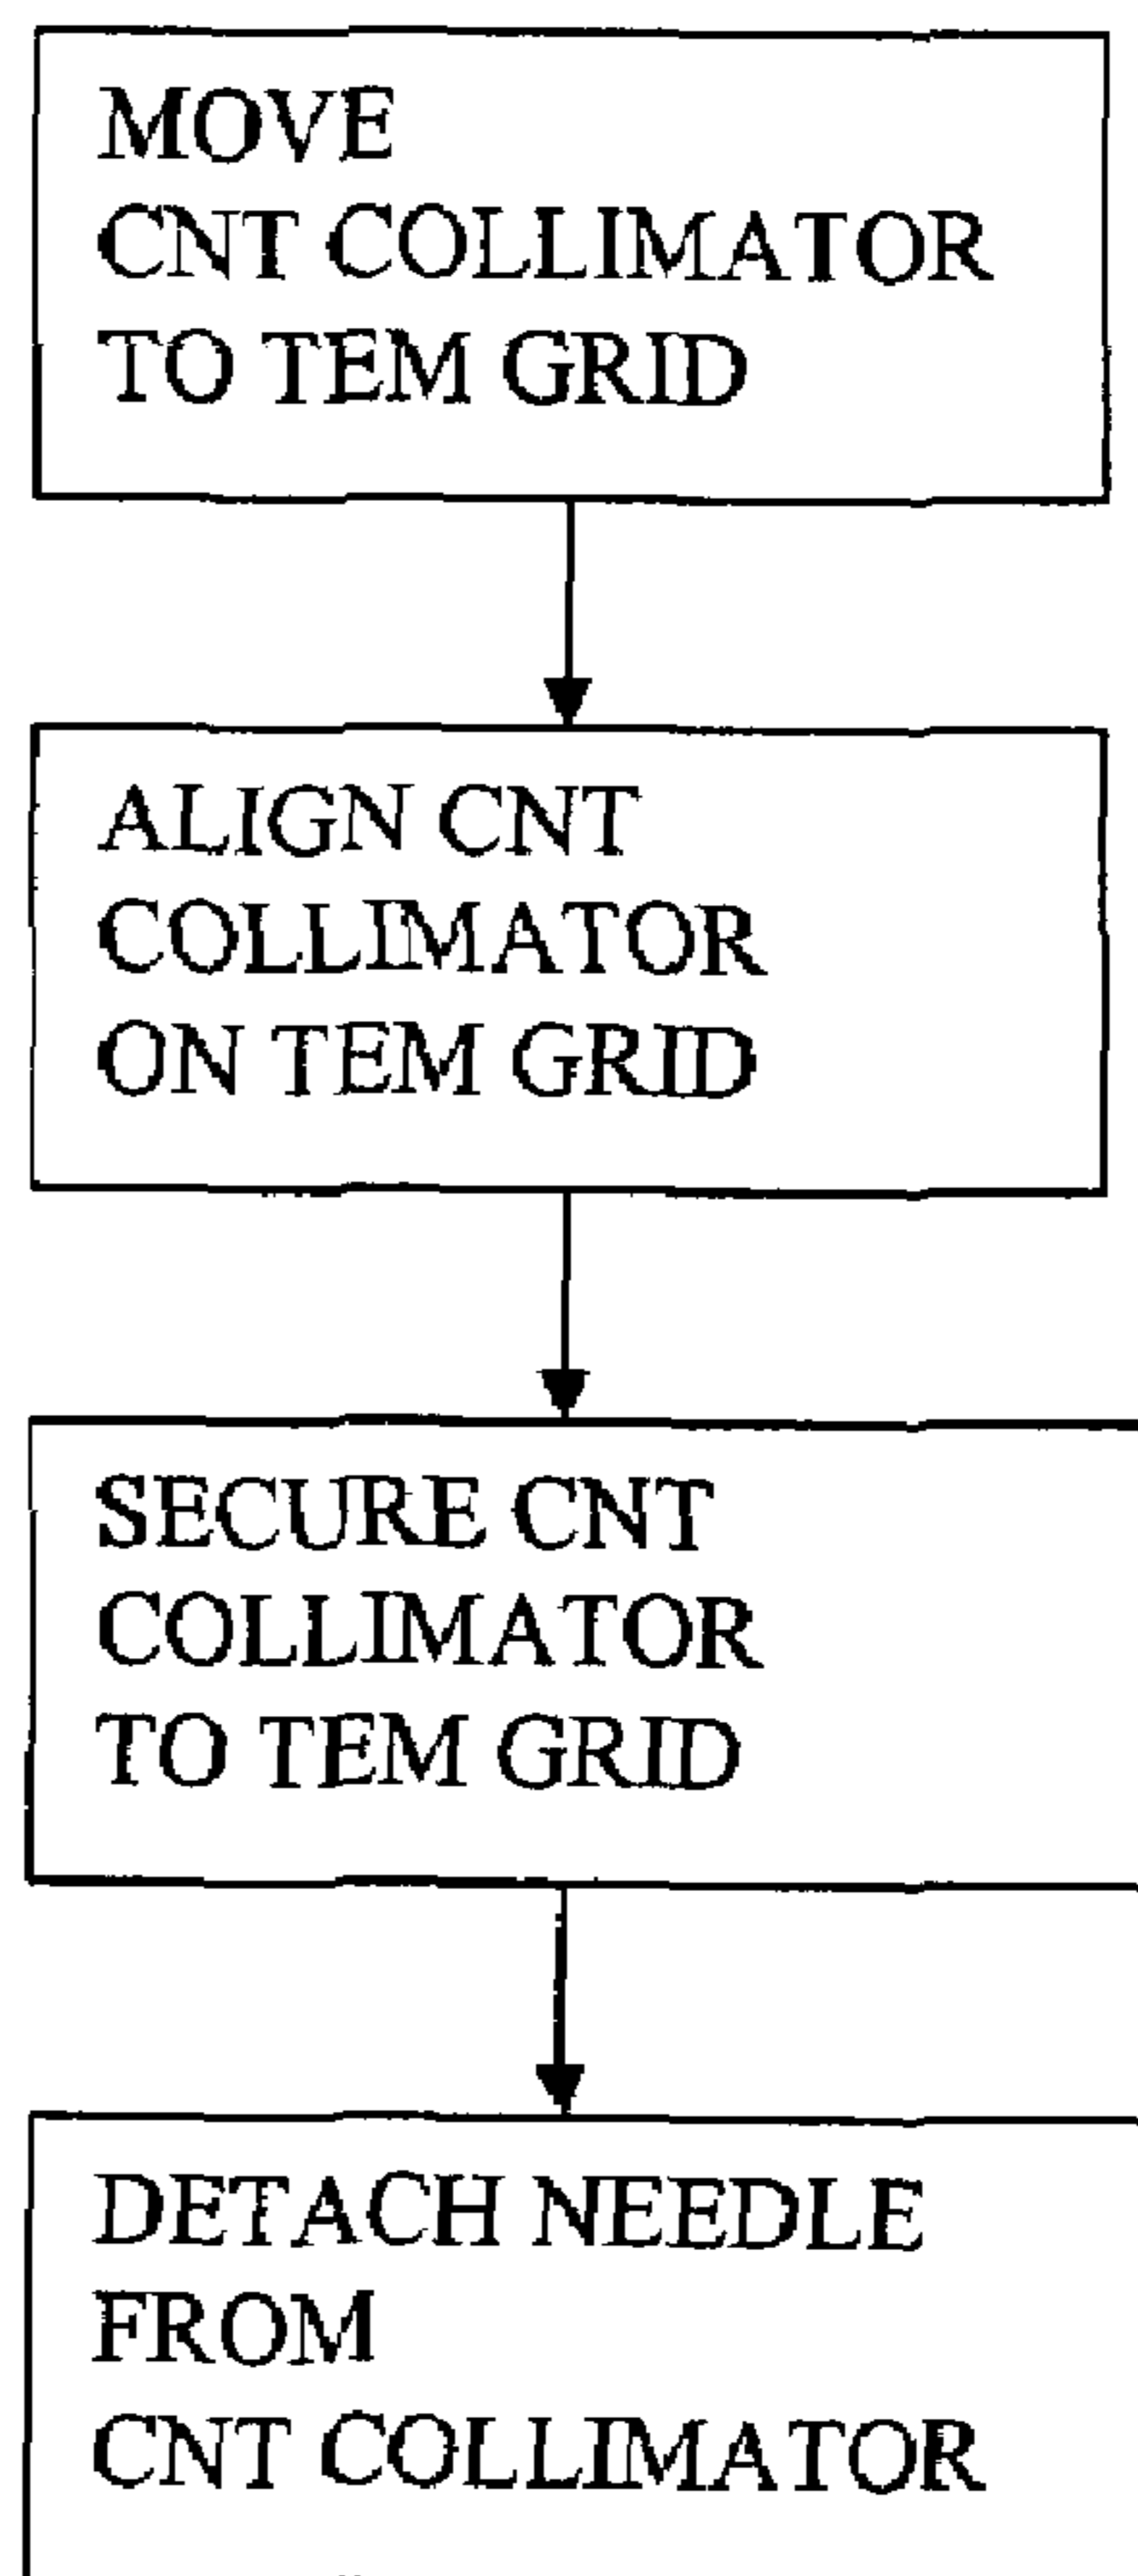 MOVE
CNT COLLIMATOR
TO TEM GRID
ALIGN CNT
COLLIMATOR
ON TEM GRID
SECURE CNT
COLLIMATOR
TO TEM GRID
DETACH NEEDLE
FROM
CNT COLLIMATOR